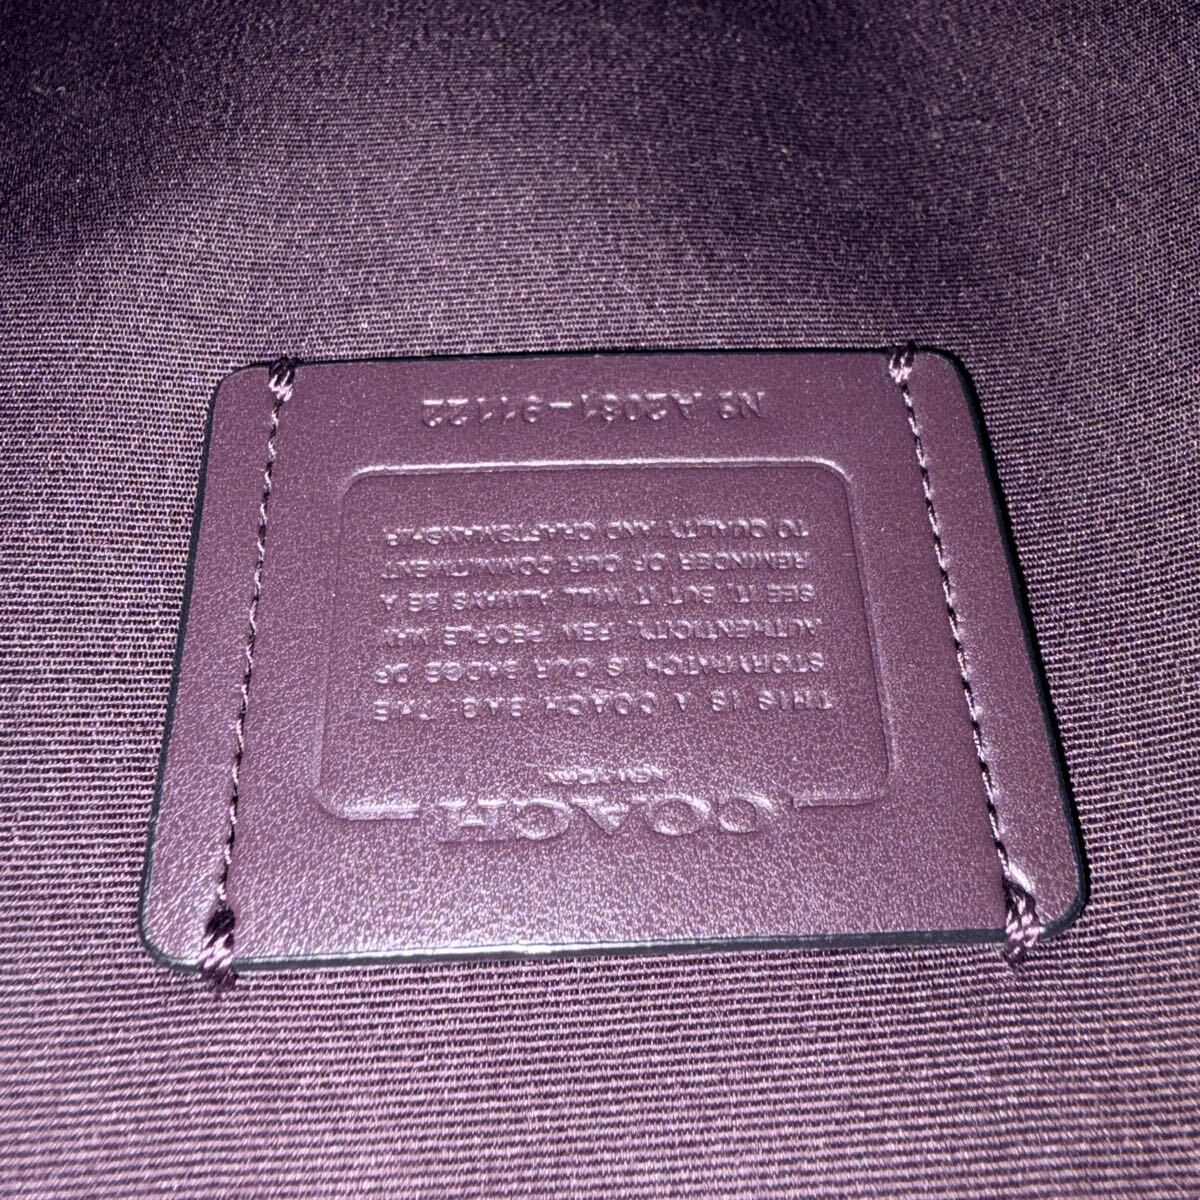 COACH
NEW YORK
THIS IS A COACH BAG. THE
STORYPATCH IS OUR BADGE OF
AUTHENTICITY. FEW PEOPLE MAY
SEE IT, BUT IT WILL ALWAYS BE A
REMINDER OF OUR COMMITMENT
TO QUALITY AND CRAFTSMANSHIP.
Nº A2081-91122